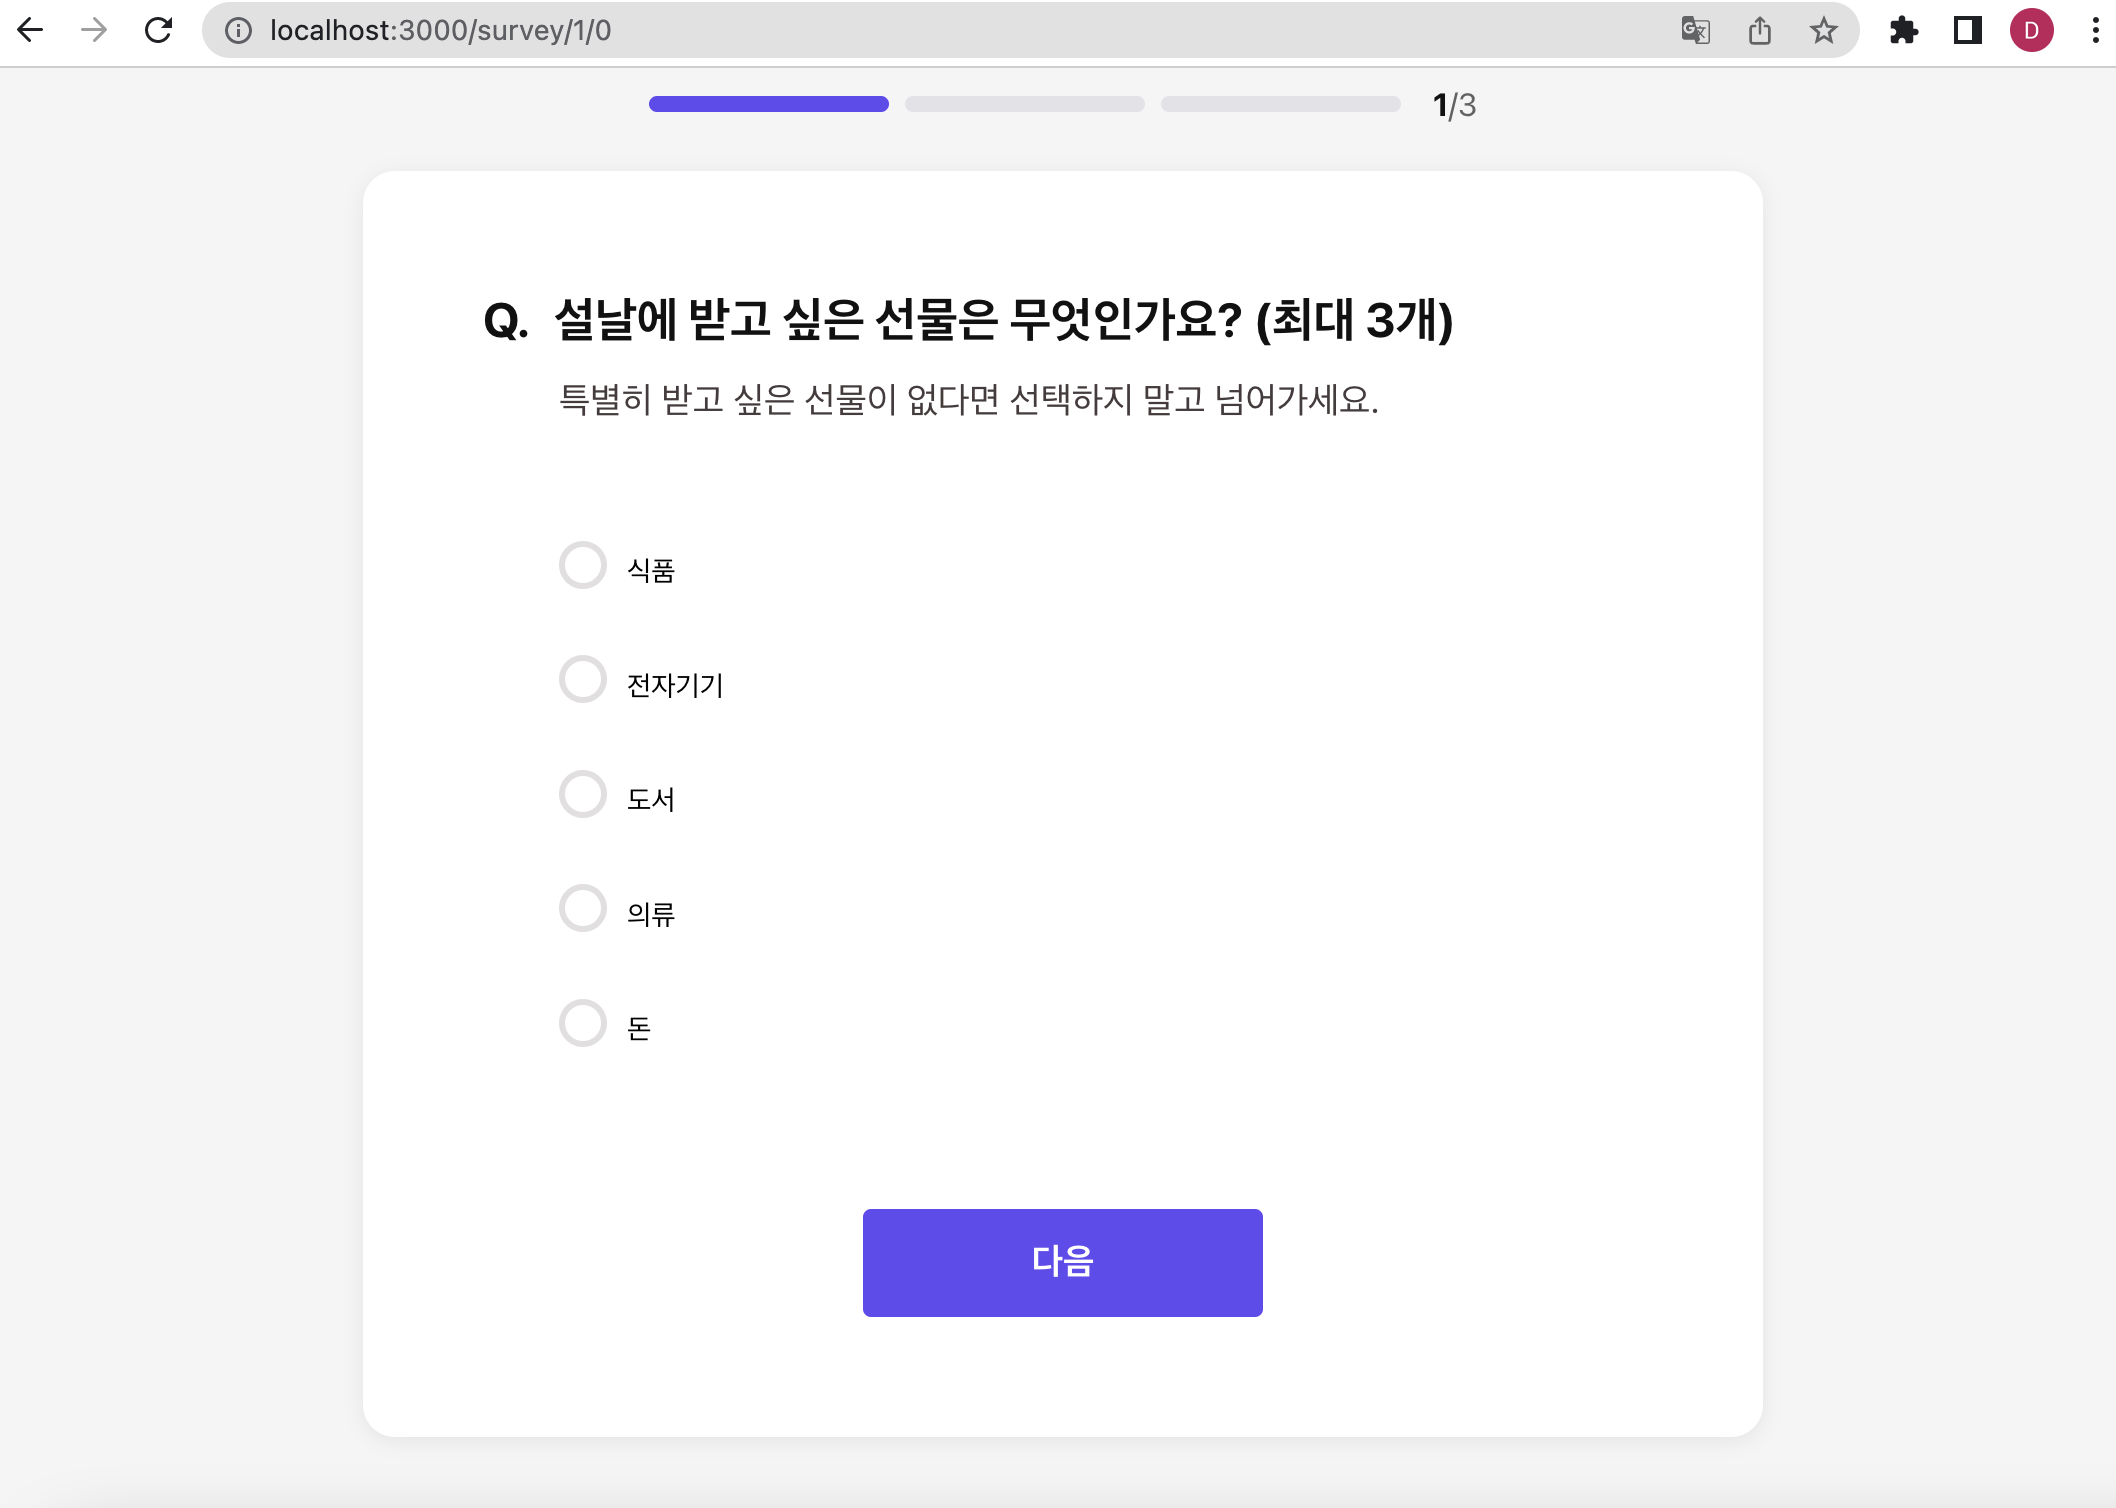 localhost:3000/survey/1/0
D
1/3
Q. 설날에 받고 싶은 선물은 무엇인가요? (최대 3개)
특별히 받고 싶은 선물이 없다면 선택하지 말고 넘어가세요.
식품
전자기기
도서
의류
돈
다음